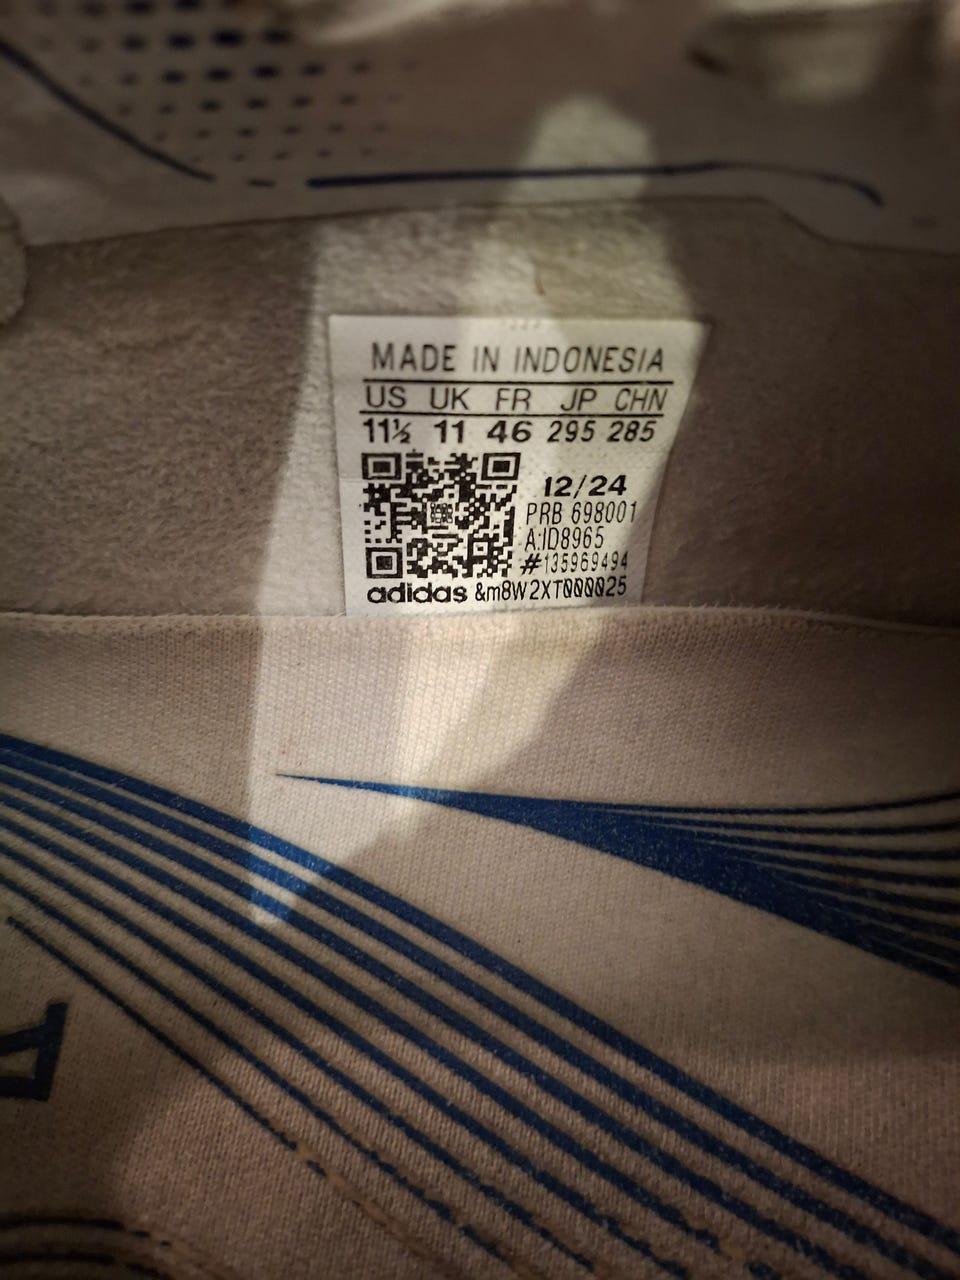 MADE IN INDONESIA
US UK FR JP CHN
11½ 11 46 295 285
12/24
PRB 698001
A:ID8965
#135969494
adidas &m8W2XT000025